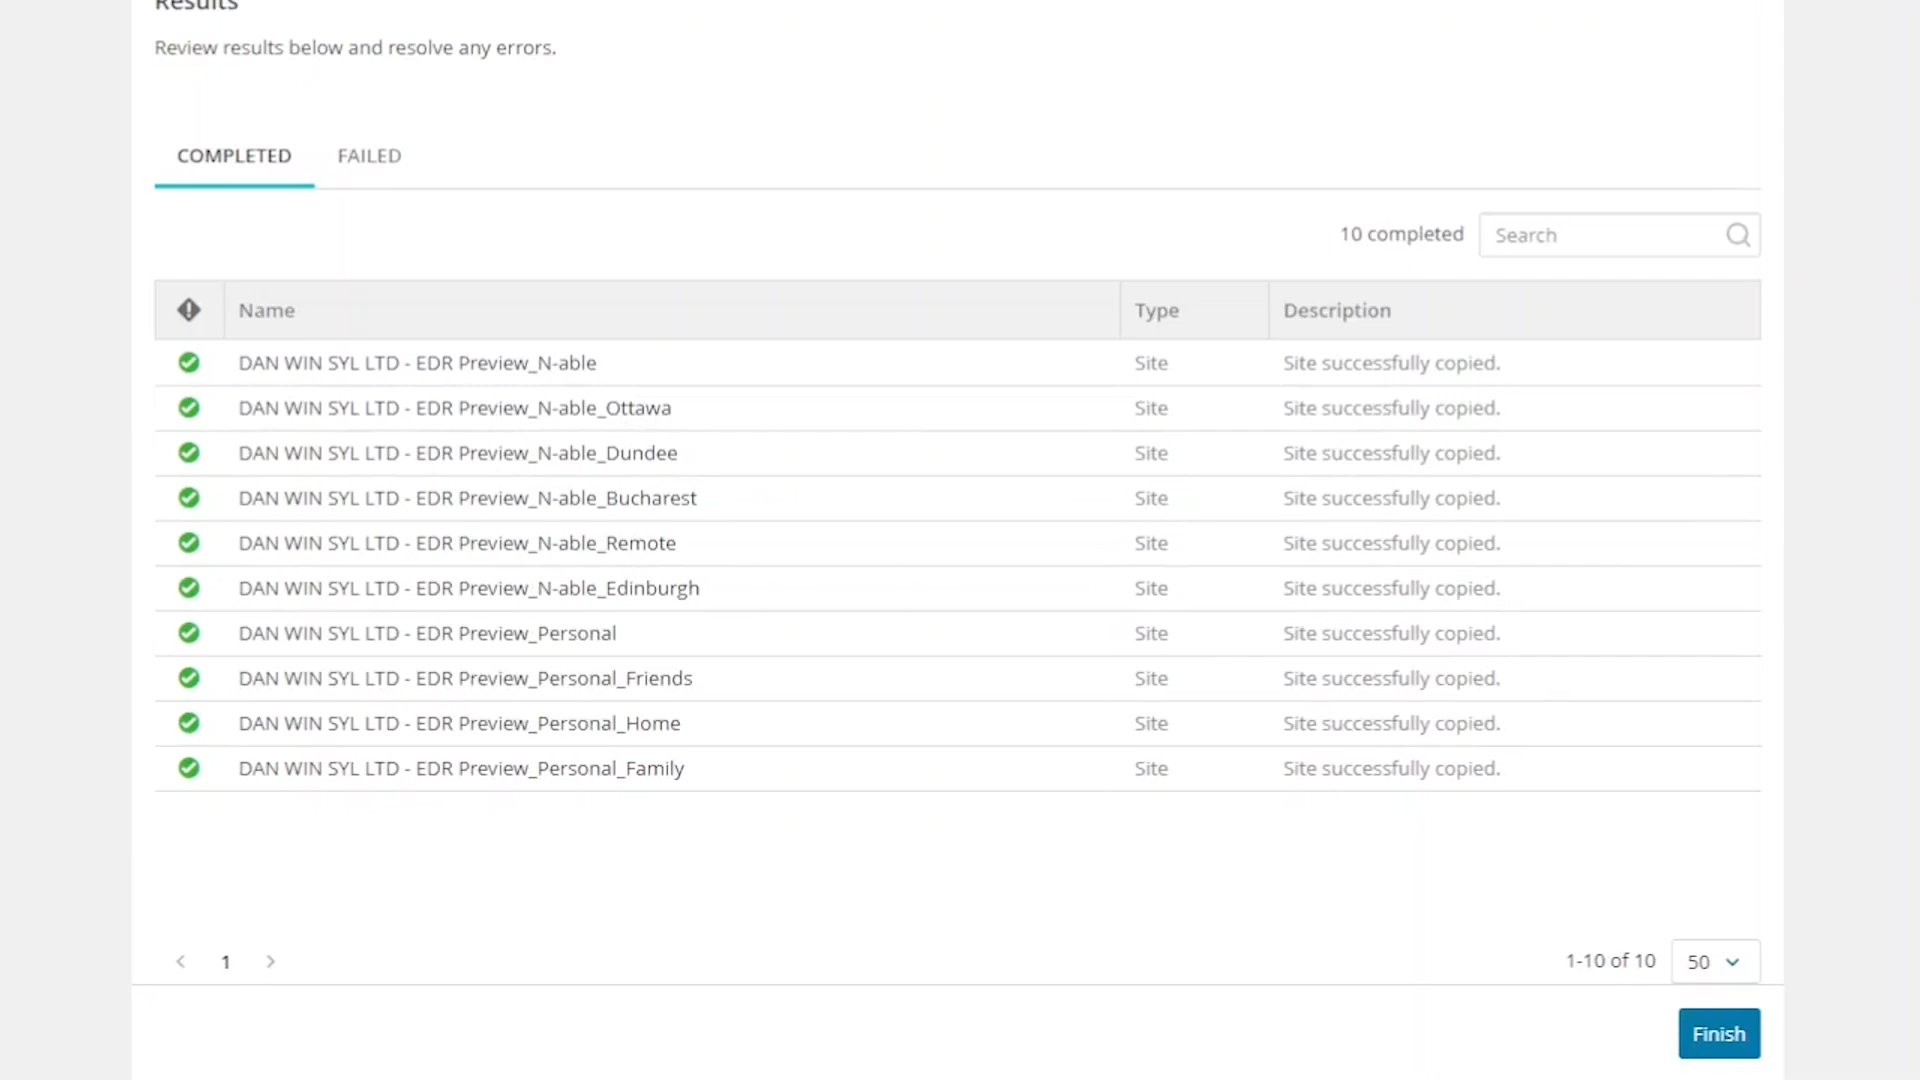 Results
Review results below and resolve any errors.
COMPLETED FAILED
10 completed Search
Name Type Description
DAN WIN SYL LTD - EDR Preview_N-able Site Site successfully copied.
DAN WIN SYL LTD - EDR Preview_N-able_Ottawa Site Site successfully copied.
DAN WIN SYL LTD - EDR Preview_N-able_Dundee Site Site successfully copied.
DAN WIN SYL LTD - EDR Preview_N-able_Bucharest Site Site successfully copied.
DAN WIN SYL LTD - EDR Preview_N-able_Remote Site Site successfully copied.
DAN WIN SYL LTD - EDR Preview_N-able_Edinburgh Site Site successfully copied.
DAN WIN SYL LTD - EDR Preview_Personal Site Site successfully copied.
DAN WIN SYL LTD - EDR Preview_Personal_Friends Site Site successfully copied.
DAN WIN SYL LTD - EDR Preview_Personal_Home Site Site successfully copied.
DAN WIN SYL LTD - EDR Preview_Personal_Family Site Site successfully copied.
1 1-10 of 10 50
Finish